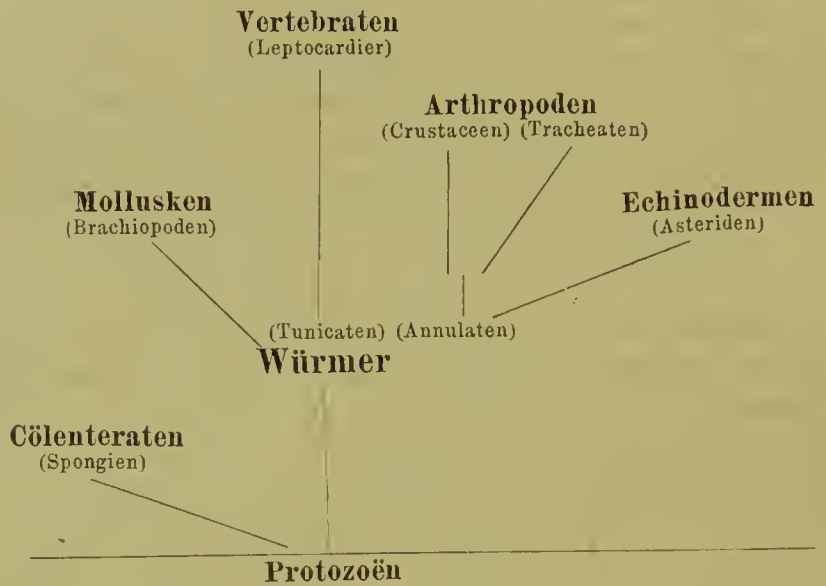 Vertebraten
(Leptocardier)
Arthropoden
(Crustaceen) (Tracheaten)
Mollusken
(Brachiopoden)
Echinodermen
(Asteriden)
(Tunicaten) (Annulaten)
Würmer
Cölenteraten
(Spongien)
Protozoën